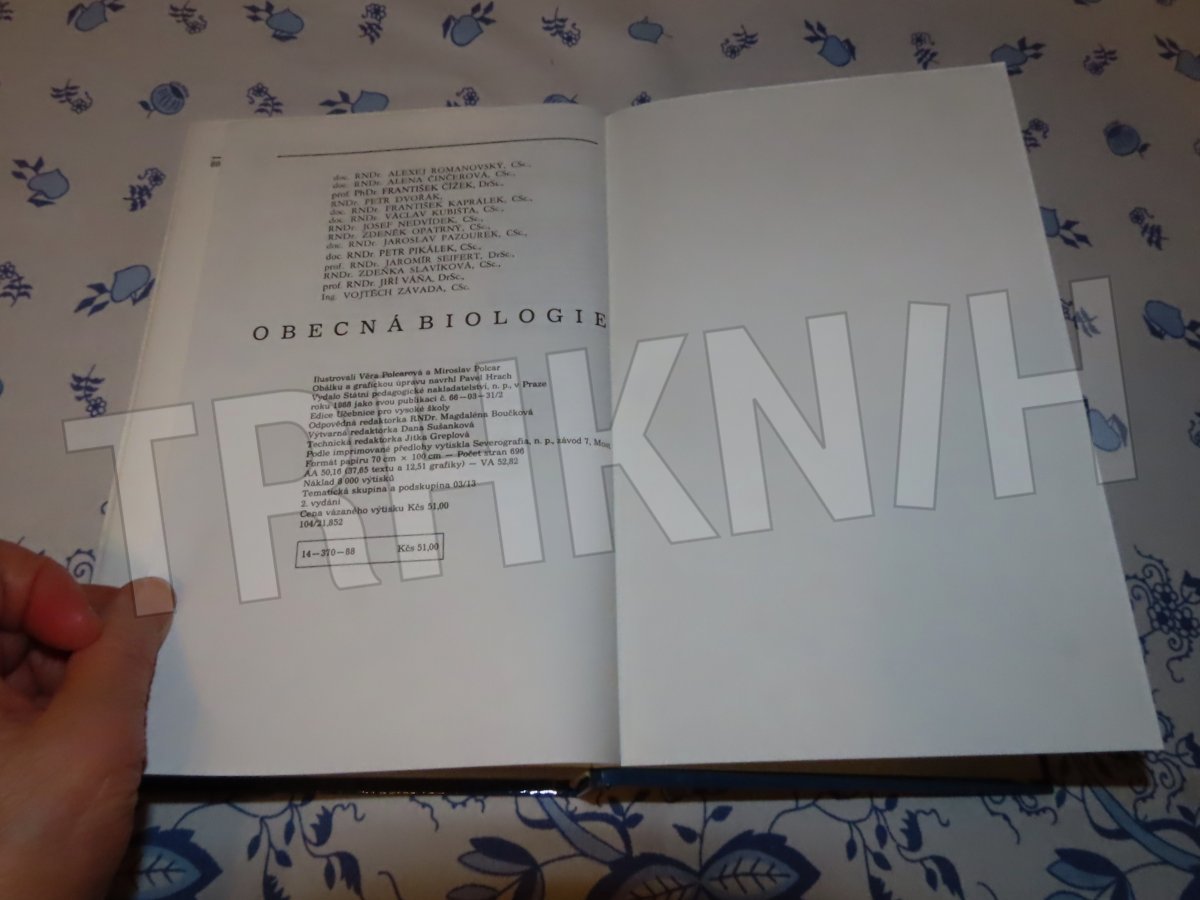 doc. RNDr. ALEXEJ ROMANOVSKÝ, CSc.,
doc. RNDr. ALENA ČINČEROVÁ, CSc.,
prof. PhDr. FRANTIŠEK ČÍŽEK, DrSc.,
RNDr. PETR DVOŘÁK,
doc. RNDr. FRANTIŠEK KAPRÁLEK, CSc.,
doc. RNDr. VÁCLAV KUBIŠTA, CSc.,
RNDr. JOSEF NEDVÍDEK, CSc.,
RNDr. ZDENĚK OPATRNÝ, CSc.,
doc. RNDr. JAROSLAV PAZOUREK, CSc.,
doc. RNDr. PETR PIKÁLEK, CSc.,
prof. RNDr. JAROMÍR SEIFERT, DrSc.,
RNDr. ZDEŇKA SLAVÍKOVÁ, CSc.,
prof. RNDr. JIŘÍ VÁŇA, DrSc.,
Ing. VOJTĚCH ZÁVADA, CSc.
OBECNÁ BIOLOGIE
Ilustrovali Věra Polcarová a Miroslav Polcar
Obálku a grafickou úpravu navrhl Pavel Hrach
Vydalo Státní pedagogické nakladatelství, n. p., v Praze
roku 1988 jako svou publikaci č. 66—03—31/2
Edice Učebnice pro vysoké školy
Odpovědná redaktorka RNDr. Magdaléna Boučková
Výtvarná redaktorka Dana Sušanková
Technická redaktorka Jitka Greplová
Podle imprimované předlohy vytiskla Severografia, n. p., závod 7, Most
Formát papíru 70 cm × 100 cm — Počet stran 696
AA 50,16 (37,65 textu a 12,51 grafiky) — VA 52,82
Náklad 8 000 výtisků
Tematická skupina a podskupina 03/13
2. vydání
Cena vázaného výtisku Kčs 51,00
104/21,852
14—370—88 Kčs 51,00
TRHKNIH